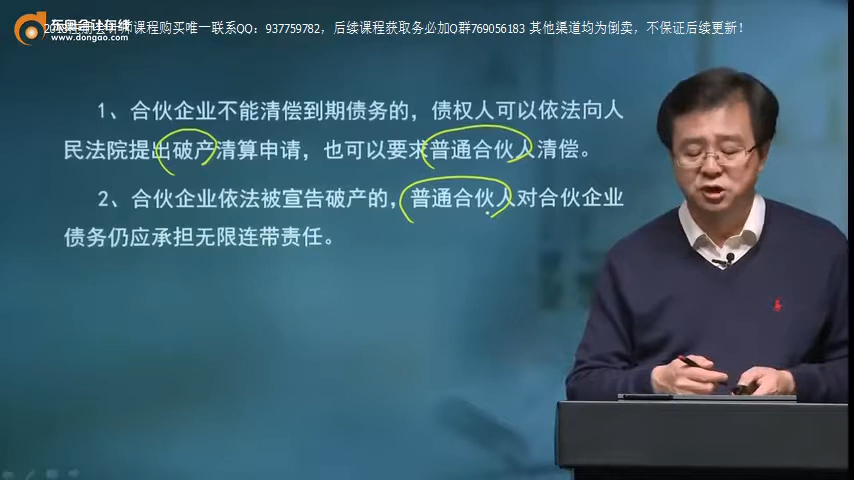 东奥会计在线
www.dongao.com
课程购买唯一联系QQ：937759782，后续课程获取务必加Q群769056183 其他渠道均为倒卖，不保证后续更新！
1、合伙企业不能清偿到期债务的，债权人可以依法向人
民法院提出破产清算申请，也可以要求普通合伙人清偿。
2、合伙企业依法被宣告破产的，普通合伙人对合伙企业
债务仍应承担无限连带责任。